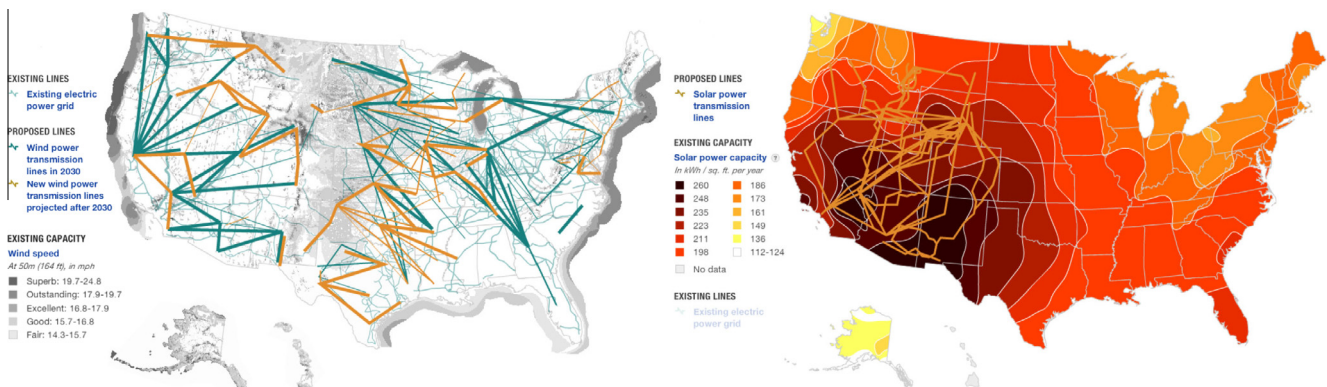 EXISTING LINES
Existing electric
power grid
PROPOSED LINES
Wind power
transmission
lines in 2030
New wind power
transmission lines
projected after 2030
EXISTING CAPACITY
Wind speed
At 50m (164 ft), in mph
Superb: 19.7-24.8
Outstanding: 17.9-19.7
Excellent: 16.8-17.9
Good: 15.7-16.8
Fair: 14.3-15.7
PROPOSED LINES
Solar power
transmission
lines
EXISTING CAPACITY
Solar power capacity ?
In kWh / sq. ft. per year
260 186
248 173
235 161
223 149
211 136
198 112-124
No data
EXISTING LINES
Existing electric
power grid